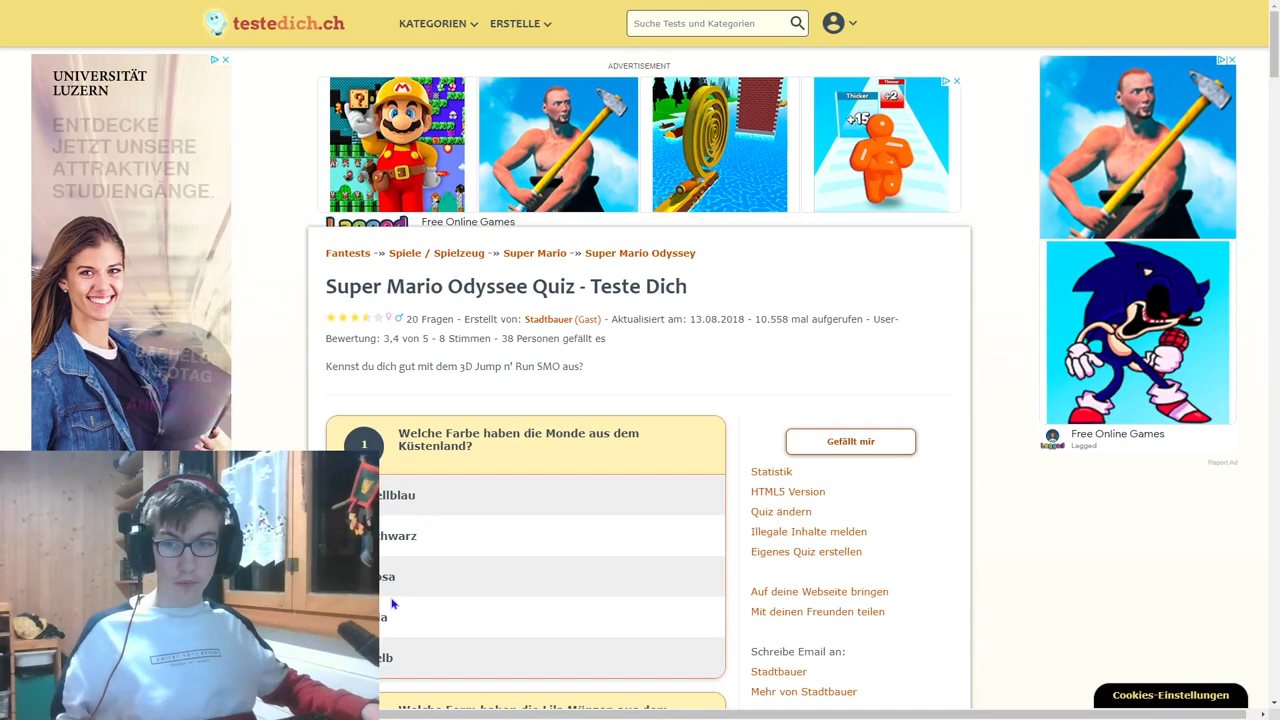 testedich.ch
KATEGORIEN
ERSTELLE
Suche Tests und Kategorien
UNIVERSITÄT
LUZERN
ENTDECKE
JETZT UNSERE
ATTRAKTIVEN
STUDIENGÄNGE.
ADVERTISEMENT
Thicker
+15
Thinner
Free Online Games
Fantests -» Spiele / Spielzeug -» Super Mario -» Super Mario Odyssey
Super Mario Odyssee Quiz - Teste Dich
20 Fragen - Erstellt von: Stadtbauer (Gast) - Aktualisiert am: 13.08.2018 - 10.558 mal aufgerufen - User-
Bewertung: 3,4 von 5 - 8 Stimmen - 38 Personen gefällt es
Kennst du dich gut mit dem 3D Jump n' Run SMO aus?
1
Welche Farbe haben die Monde aus dem
Küstenland?
ellblau
hwarz
osa
a
elb
Gefällt mir
Statistik
HTML5 Version
Quiz ändern
Illegale Inhalte melden
Eigenes Quiz erstellen
Auf deine Webseite bringen
Mit deinen Freunden teilen
Schreibe Email an:
Stadtbauer
Mehr von Stadtbauer
Free Online Games
Lagged
Report Ad
Cookies-Einstellungen